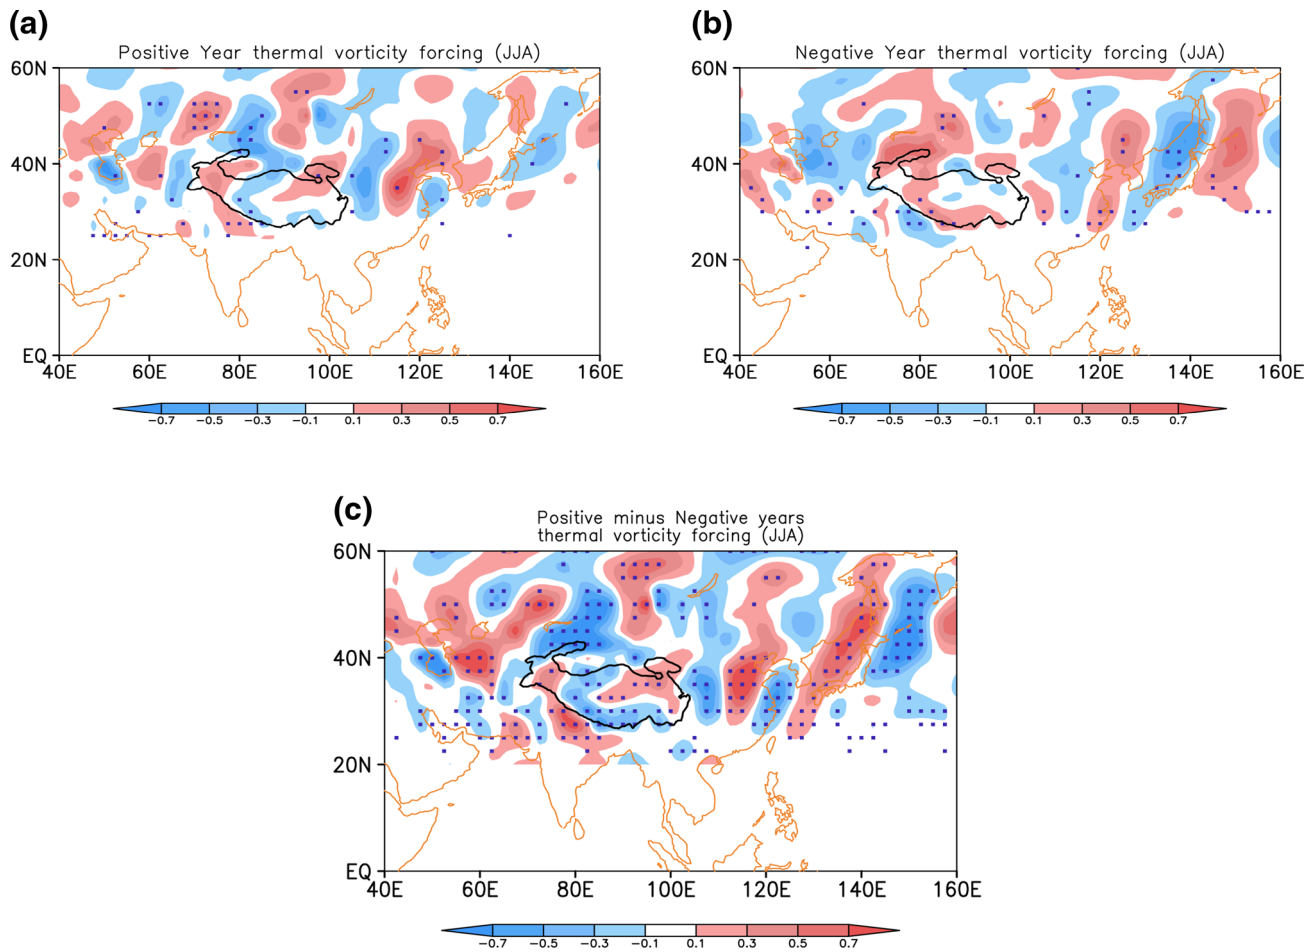 (a)
Positive Year thermal vorticity forcing (JJA)
60N
40N
20N
EQ
40E 60E 80E 100E 120E 140E 160E
−0.7 −0.5 −0.3 −0.1 0.1 0.3 0.5 0.7
(b)
Negative Year thermal vorticity forcing (JJA)
60N
40N
20N
EQ
40E 60E 80E 100E 120E 140E 160E
−0.7 −0.5 −0.3 −0.1 0.1 0.3 0.5 0.7
(c)
Positive minus Negative years
thermal vorticity forcing (JJA)
60N
40N
20N
EQ
40E 60E 80E 100E 120E 140E 160E
−0.7 −0.5 −0.3 −0.1 0.1 0.3 0.5 0.7